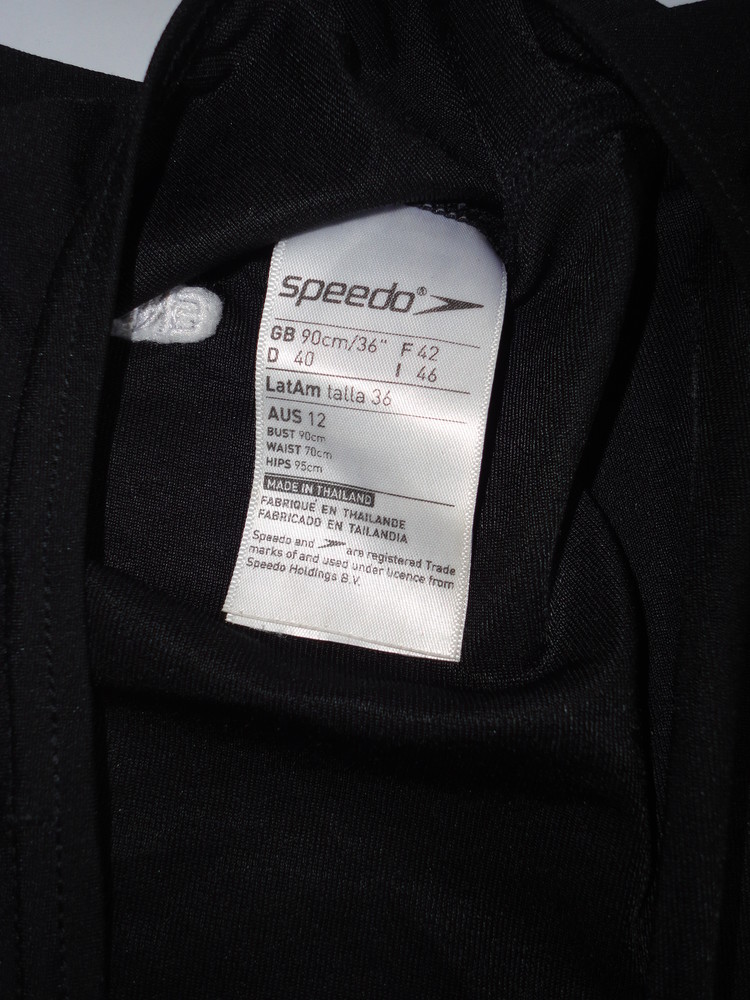 speedo®
GB 90cm/36" F 42
D 40 I 46
LatAm talla 36
AUS 12
BUST 90cm
WAIST 70cm
HIPS 95cm
MADE IN THAILAND
FABRIQUÉ EN THAILANDE
FABRICADO EN TAILANDIA
Speedo and are registered Trade
marks of and used under licence from
Speedo Holdings B.V.